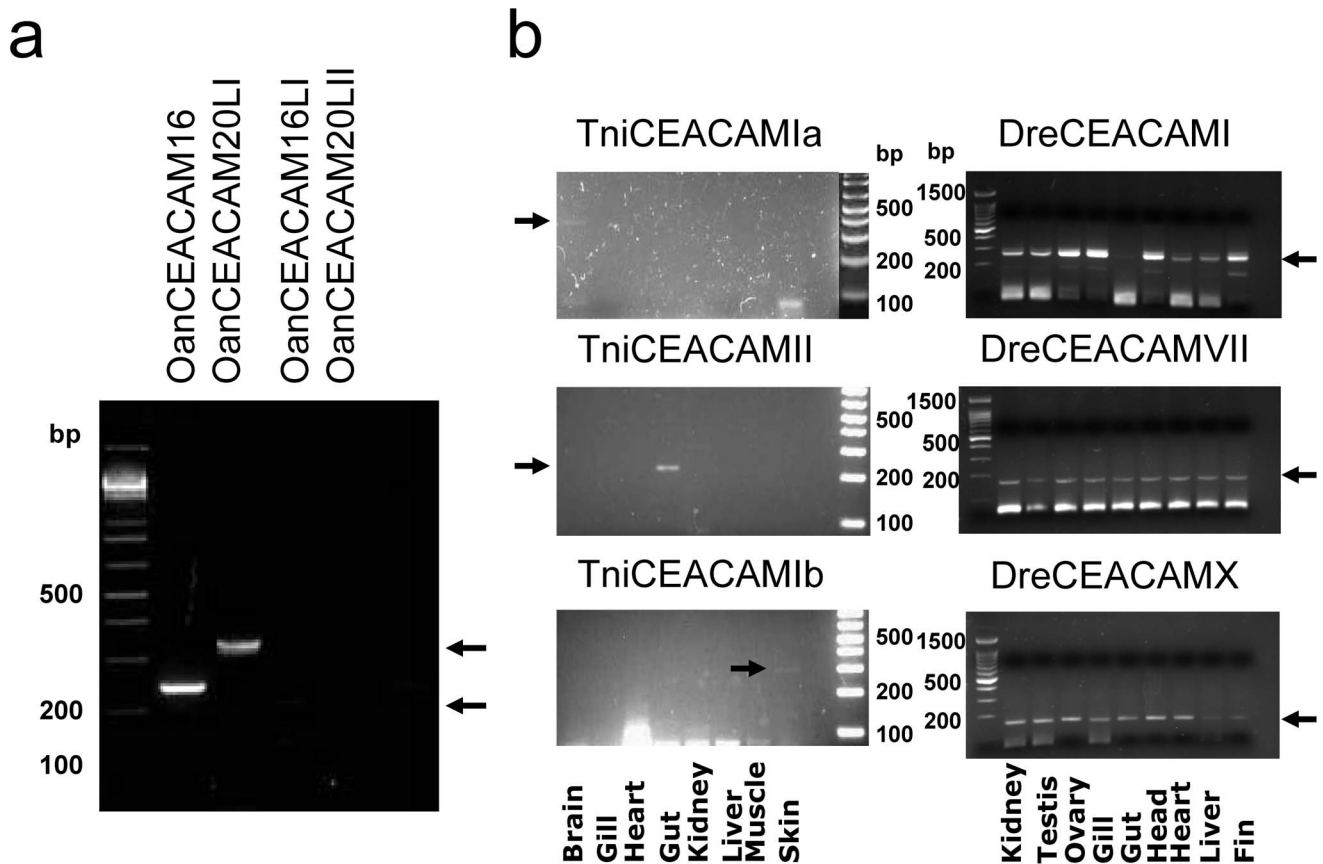 a
OanCEACAM16
OanCEACAM20LI
OanCEACAM16LI
OanCEACAM20LII
bp
500
200
100
b
TniCEACAMIa
bp
500
200
100
TniCEACAMII
500
200
100
TniCEACAMIb
500
200
100
Brain
Gill
Heart
Gut
Kidney
Liver
Muscle
Skin
bp
DreCEACAMI
1500
500
200
DreCEACAMVII
1500
500
200
DreCEACAMX
1500
500
200
Kidney
Testis
Ovary
Gill
Gut
Head
Heart
Liver
Fin